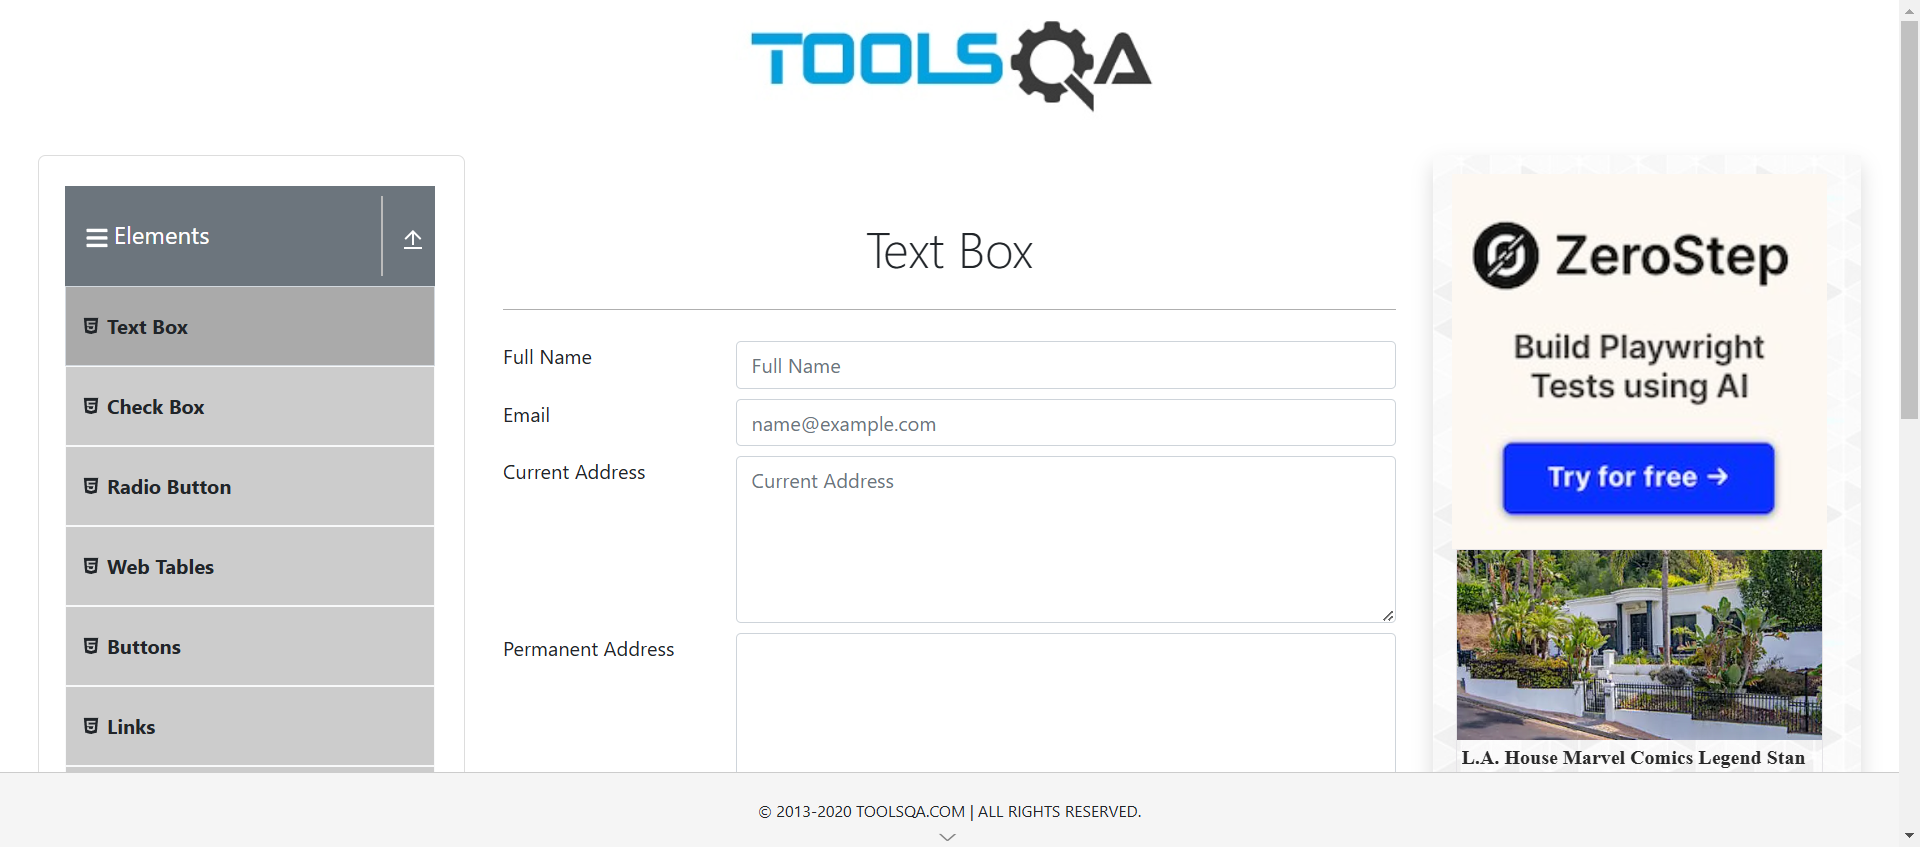 TOOLSQA
Elements
Text Box
Check Box
Radio Button
Web Tables
Buttons
Links
Text Box
Full Name
Full Name
Email
name@example.com
Current Address
Current Address
Permanent Address
ZeroStep
Build Playwright
Tests using AI
Try for free →
L.A. House Marvel Comics Legend Stan
© 2013-2020 TOOLSQA.COM | ALL RIGHTS RESERVED.